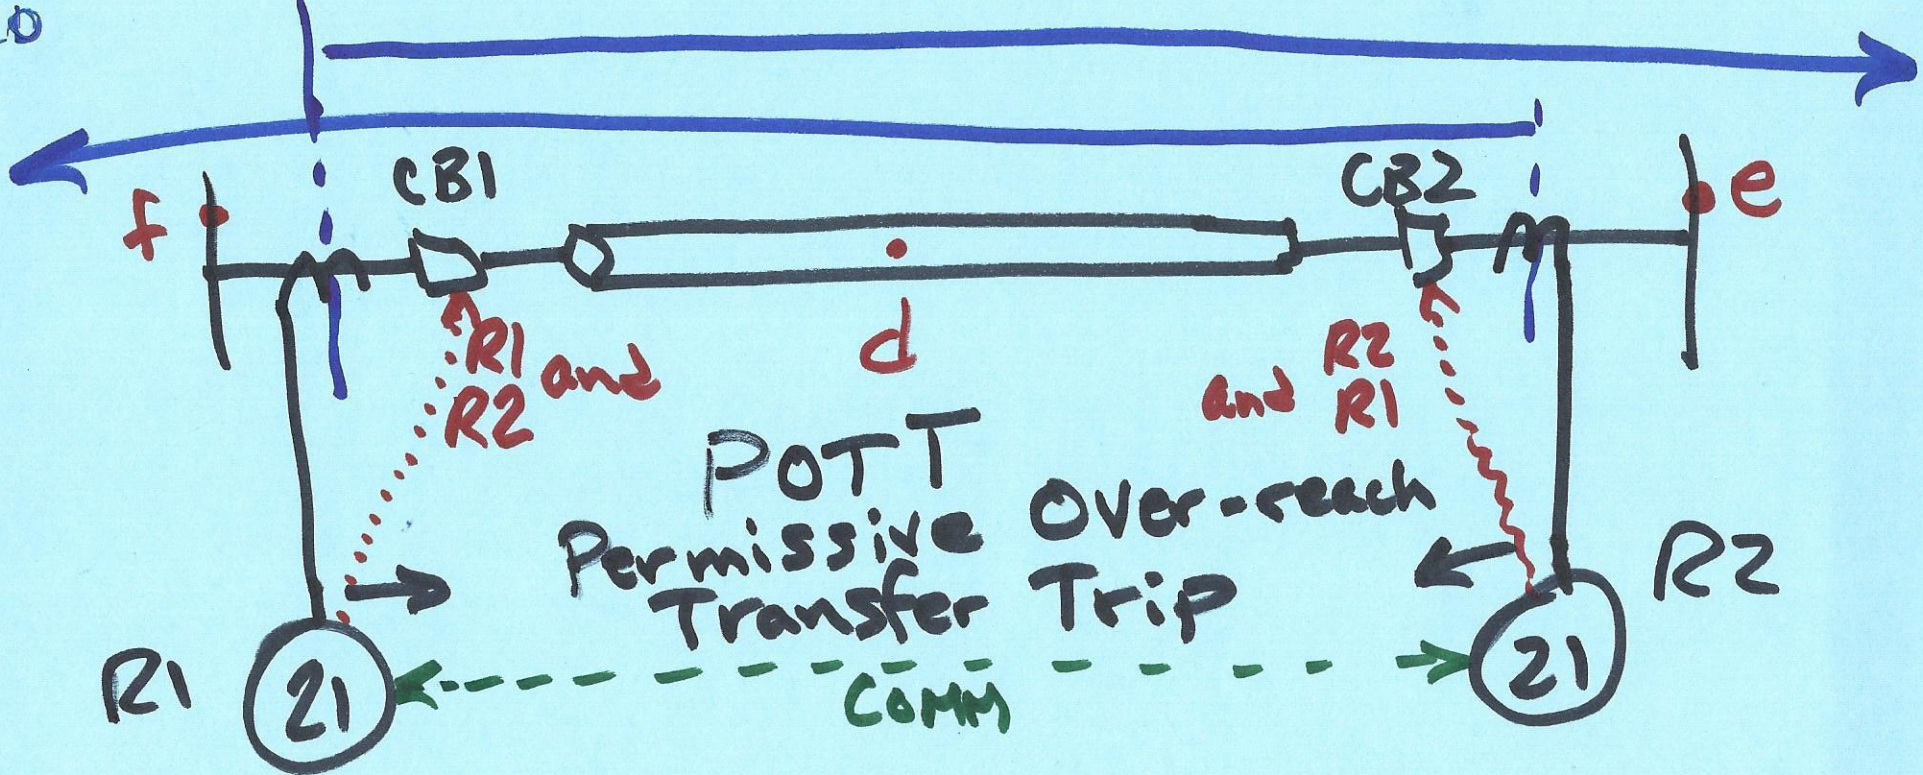 CB1
CB2
f
e
d
R1 and
R2
and R2
R1
POTT
Permissive Over-reach
Transfer Trip
R1
21
COMM
21
R2